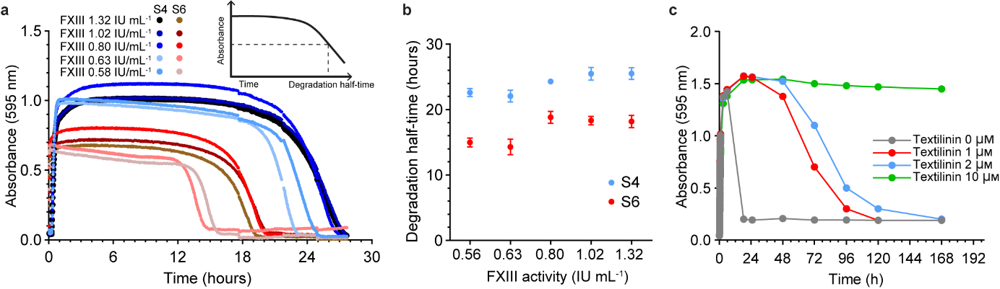 a
S4 S6
FXIII 1.32 IU mL-1
FXIII 1.02 IU/mL-1
FXIII 0.80 IU/mL-1
FXIII 0.63 IU/mL-1
FXIII 0.58 IU/mL-1
Absorbance
Time
Degradation half-time
Absorbance (595 nm)
1.5
1.0
0.5
0.0
0 6 12 18 24 30
Time (hours)
b
Degradation half-time (hours)
30
20
10
0
S4
S6
0.56 0.63 0.80 1.02 1.32
FXIII activity (IU mL-1)
c
Absorbance (595 nm)
2.0
1.5
1.0
0.5
0.0
Textilinin 0 μM
Textilinin 1 μM
Textilinin 2 μM
Textilinin 10 μM
0 24 48 72 96 120 144 168 192
Time (h)